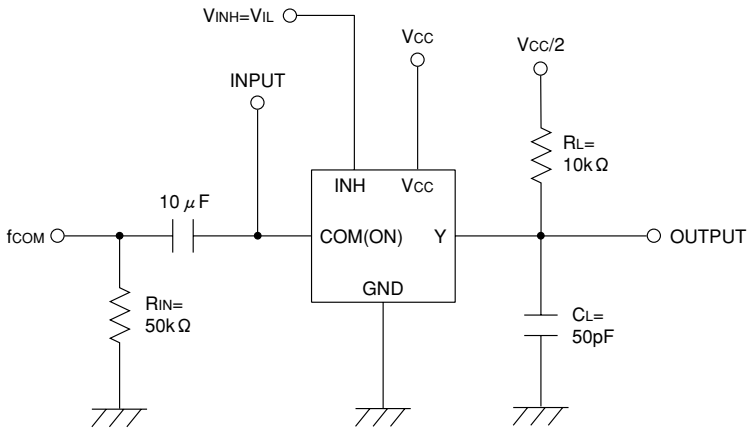 VINH=VIL
VCC
VCC/2
INPUT
RL=
10kΩ
INH
VCC
10 μF
fCOM
COM(ON)
Y
OUTPUT
GND
RIN=
50kΩ
CL=
50pF